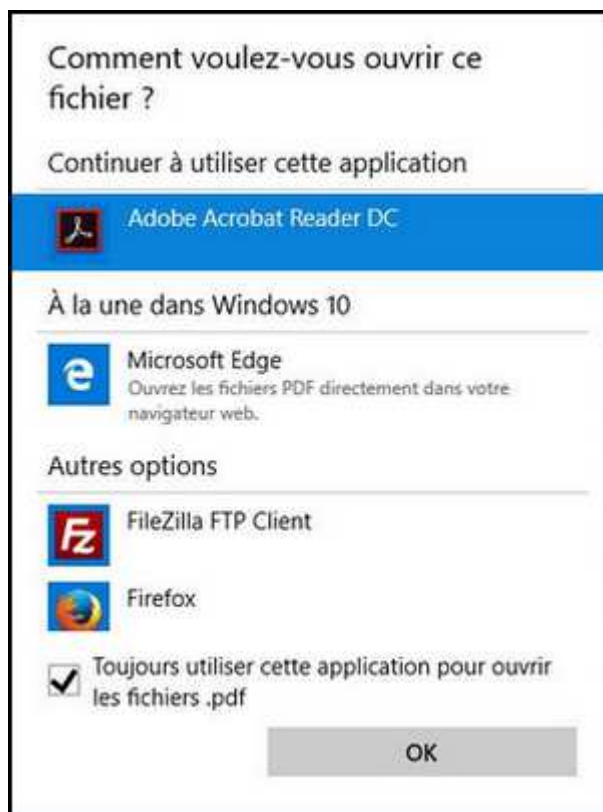 Comment voulez-vous ouvrir ce
fichier ?
Continuer à utiliser cette application
Adobe Acrobat Reader DC
À la une dans Windows 10
e
Microsoft Edge
Ouvrez les fichiers PDF directement dans votre
navigateur web.
Autres options
Fz
FileZilla FTP Client
Firefox
Toujours utiliser cette application pour ouvrir
les fichiers .pdf
OK